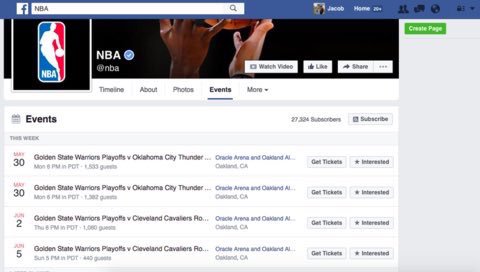 NBA
Jacob
Home 20+
Create Page
NBA
NBA
@nba
Watch Video
Like
Share
Timeline
About
Photos
Events
More
Events
27,324 Subscribers
Subscribe
THIS WEEK
MAY
30
Golden State Warriors Playoffs v Oklahoma City Thunder ...
Mon 6 PM in PDT · 1,533 guests
Oracle Arena and Oakland Al...
Oakland, CA
Get Tickets
Interested
MAY
30
Golden State Warriors Playoffs v Oklahoma City Thunder ...
Mon 6 PM in PDT · 1,382 guests
Oracle Arena and Oakland Al...
Oakland, CA
Get Tickets
Interested
JUN
2
Golden State Warriors Playoffs v Cleveland Cavaliers Ro...
Thu 6 PM in PDT · 1,080 guests
Oracle Arena and Oakland Al...
Oakland, CA
Get Tickets
Interested
JUN
5
Golden State Warriors Playoffs v Cleveland Cavaliers Ro...
Sun 5 PM in PDT · 440 guests
Oracle Arena and Oakland Al...
Oakland, CA
Get Tickets
Interested